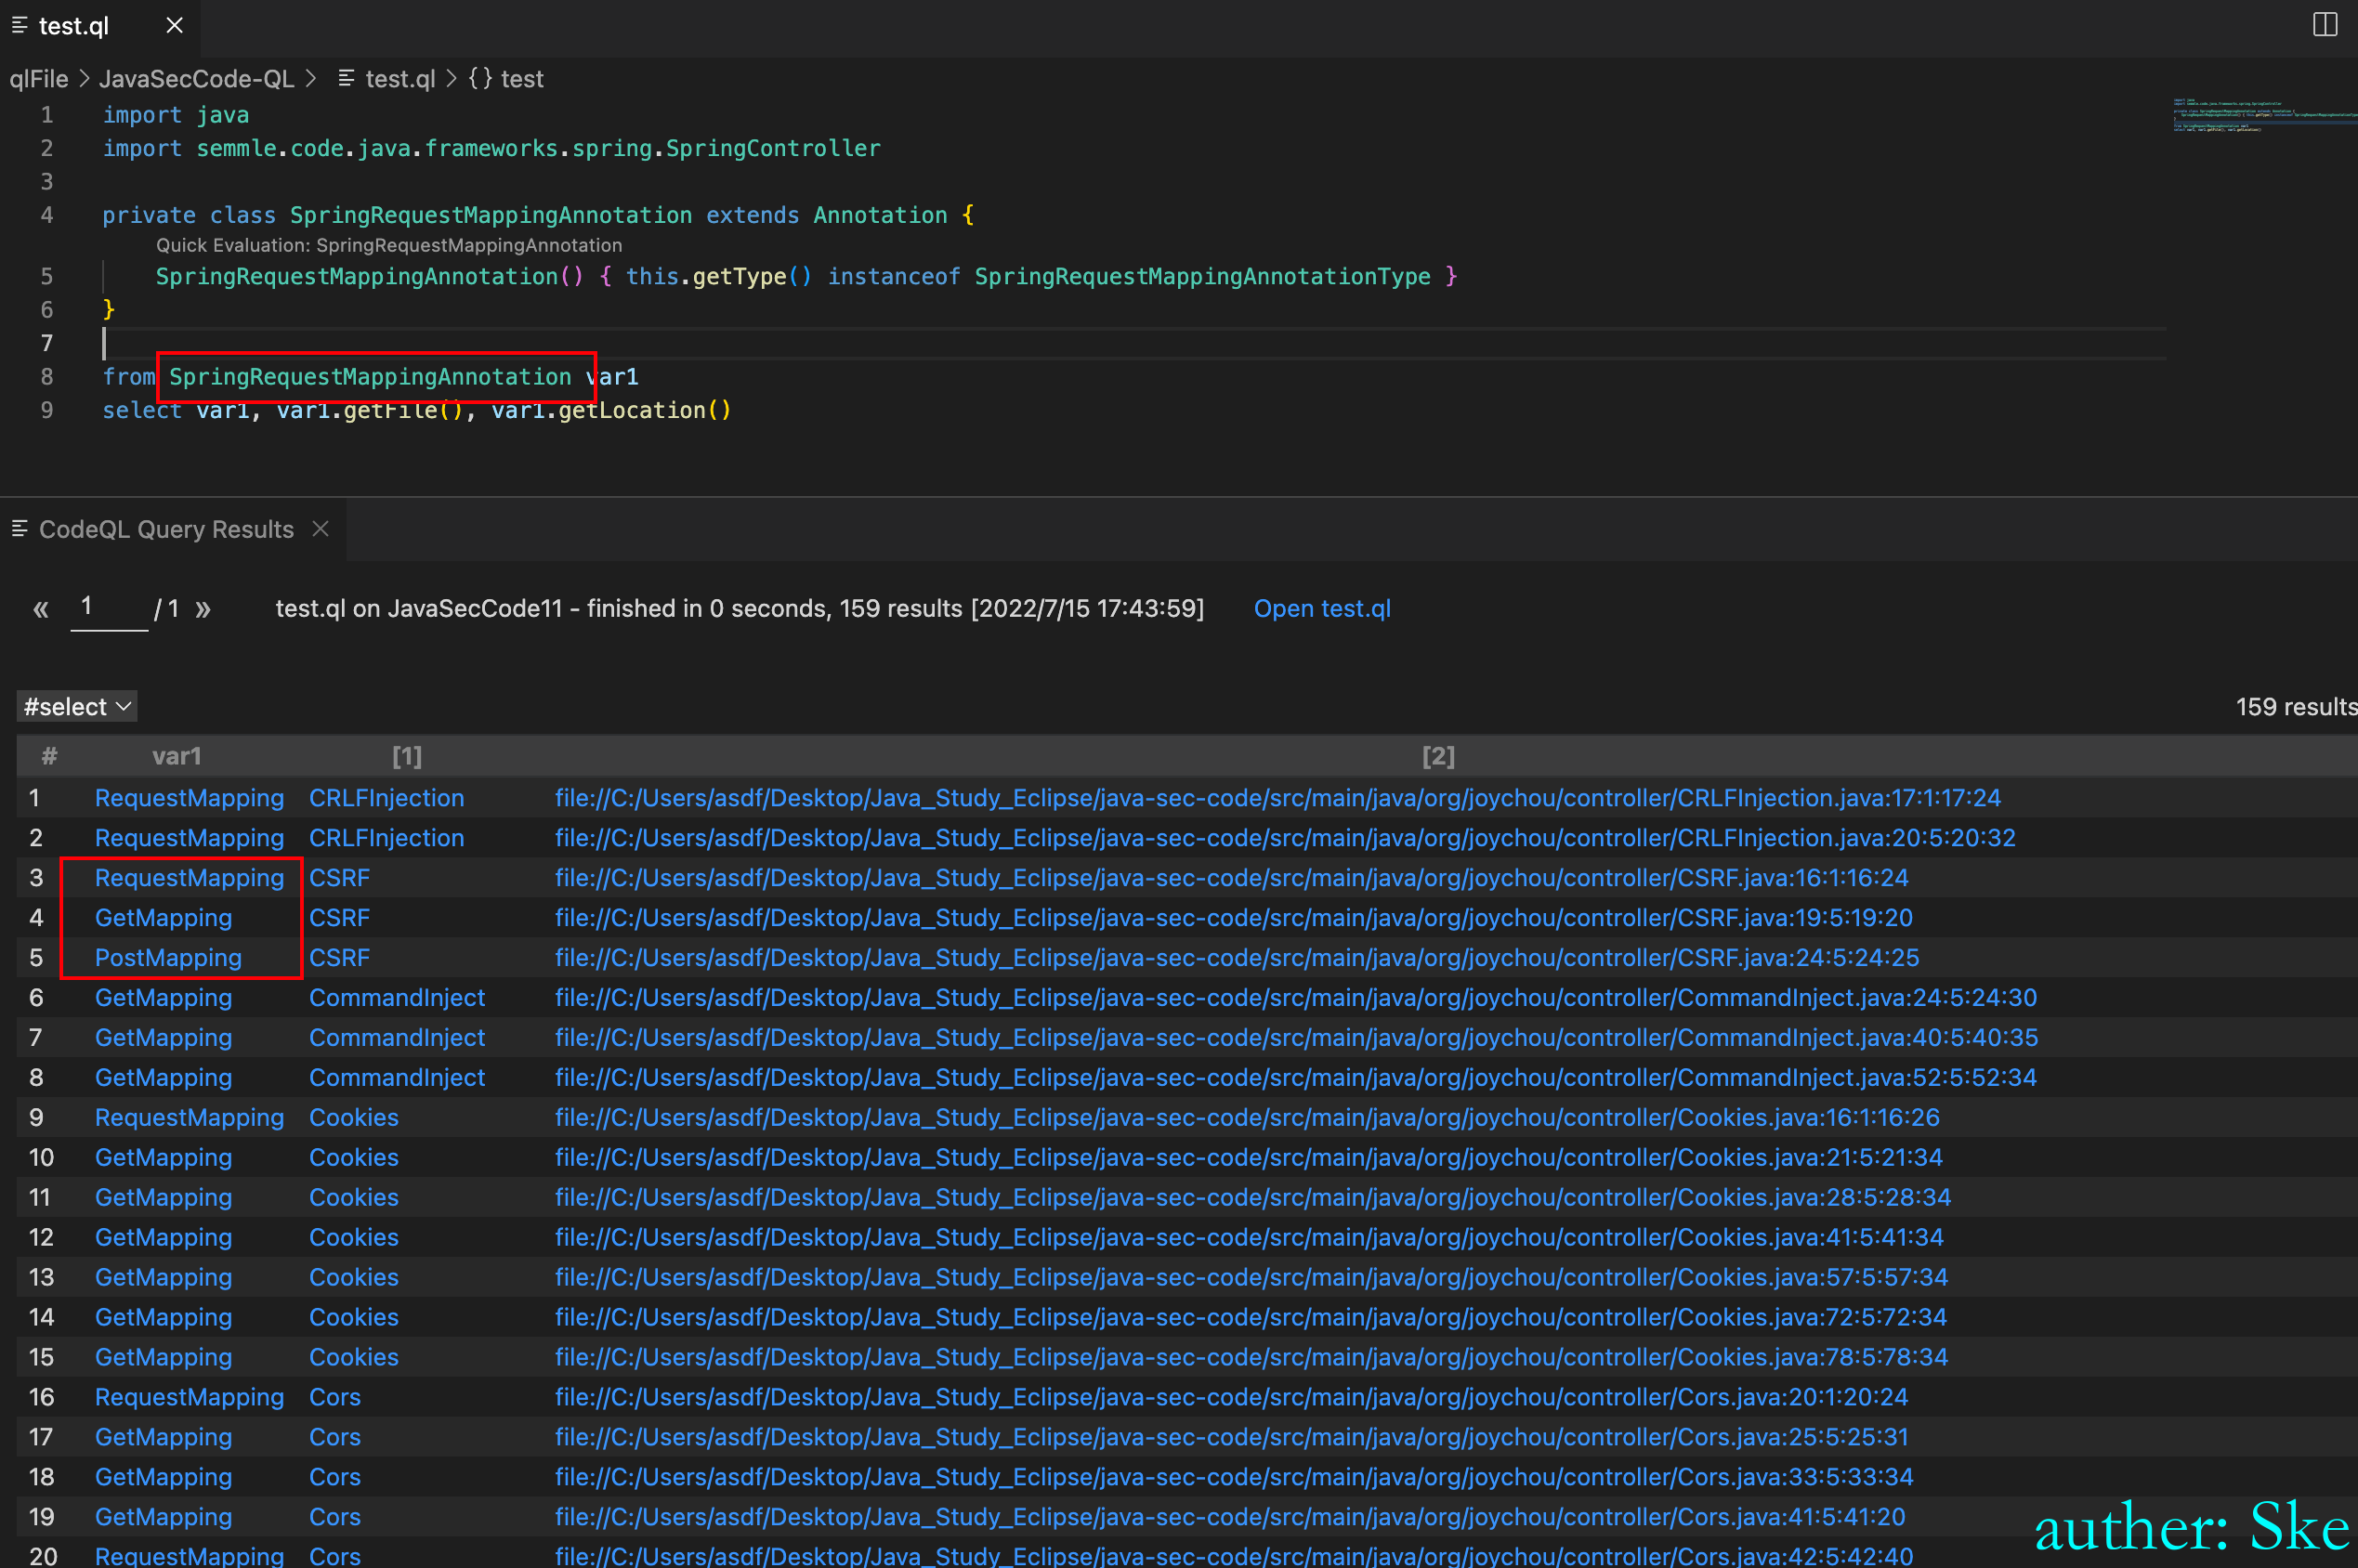 test.ql
qlFile > JavaSecCode-QL > test.ql > {} test
1 import java
2 import semmle.code.java.frameworks.spring.SpringController
3
4 private class SpringRequestMappingAnnotation extends Annotation {
Quick Evaluation: SpringRequestMappingAnnotation
5 SpringRequestMappingAnnotation() { this.getType() instanceof SpringRequestMappingAnnotationType }
6 }
7
8 from SpringRequestMappingAnnotation var1
9 select var1, var1.getFile(), var1.getLocation()
CodeQL Query Results
« 1 / 1 » test.ql on JavaSecCode11 - finished in 0 seconds, 159 results [2022/7/15 17:43:59] Open test.ql
#select 159 results
# var1 [1] [2]
1 RequestMapping CRLFInjection file://C:/Users/asdf/Desktop/Java_Study_Eclipse/java-sec-code/src/main/java/org/joychou/controller/CRLFInjection.java:17:1:17:24
2 RequestMapping CRLFInjection file://C:/Users/asdf/Desktop/Java_Study_Eclipse/java-sec-code/src/main/java/org/joychou/controller/CRLFInjection.java:20:5:20:32
3 RequestMapping CSRF file://C:/Users/asdf/Desktop/Java_Study_Eclipse/java-sec-code/src/main/java/org/joychou/controller/CSRF.java:16:1:16:24
4 GetMapping CSRF file://C:/Users/asdf/Desktop/Java_Study_Eclipse/java-sec-code/src/main/java/org/joychou/controller/CSRF.java:19:5:19:20
5 PostMapping CSRF file://C:/Users/asdf/Desktop/Java_Study_Eclipse/java-sec-code/src/main/java/org/joychou/controller/CSRF.java:24:5:24:25
6 GetMapping CommandInject file://C:/Users/asdf/Desktop/Java_Study_Eclipse/java-sec-code/src/main/java/org/joychou/controller/CommandInject.java:24:5:24:30
7 GetMapping CommandInject file://C:/Users/asdf/Desktop/Java_Study_Eclipse/java-sec-code/src/main/java/org/joychou/controller/CommandInject.java:40:5:40:35
8 GetMapping CommandInject file://C:/Users/asdf/Desktop/Java_Study_Eclipse/java-sec-code/src/main/java/org/joychou/controller/CommandInject.java:52:5:52:34
9 RequestMapping Cookies file://C:/Users/asdf/Desktop/Java_Study_Eclipse/java-sec-code/src/main/java/org/joychou/controller/Cookies.java:16:1:16:26
10 GetMapping Cookies file://C:/Users/asdf/Desktop/Java_Study_Eclipse/java-sec-code/src/main/java/org/joychou/controller/Cookies.java:21:5:21:34
11 GetMapping Cookies file://C:/Users/asdf/Desktop/Java_Study_Eclipse/java-sec-code/src/main/java/org/joychou/controller/Cookies.java:28:5:28:34
12 GetMapping Cookies file://C:/Users/asdf/Desktop/Java_Study_Eclipse/java-sec-code/src/main/java/org/joychou/controller/Cookies.java:41:5:41:34
13 GetMapping Cookies file://C:/Users/asdf/Desktop/Java_Study_Eclipse/java-sec-code/src/main/java/org/joychou/controller/Cookies.java:57:5:57:34
14 GetMapping Cookies file://C:/Users/asdf/Desktop/Java_Study_Eclipse/java-sec-code/src/main/java/org/joychou/controller/Cookies.java:72:5:72:34
15 GetMapping Cookies file://C:/Users/asdf/Desktop/Java_Study_Eclipse/java-sec-code/src/main/java/org/joychou/controller/Cookies.java:78:5:78:34
16 RequestMapping Cors file://C:/Users/asdf/Desktop/Java_Study_Eclipse/java-sec-code/src/main/java/org/joychou/controller/Cors.java:20:1:20:24
17 GetMapping Cors file://C:/Users/asdf/Desktop/Java_Study_Eclipse/java-sec-code/src/main/java/org/joychou/controller/Cors.java:25:5:25:31
18 GetMapping Cors file://C:/Users/asdf/Desktop/Java_Study_Eclipse/java-sec-code/src/main/java/org/joychou/controller/Cors.java:33:5:33:34
19 GetMapping Cors file://C:/Users/asdf/Desktop/Java_Study_Eclipse/java-sec-code/src/main/java/org/joychou/controller/Cors.java:41:5:41:20
20 RequestMapping Cors file://C:/Users/asdf/Desktop/Java_Study_Eclipse/java-sec-code/src/main/java/org/joychou/controller/Cors.java:42:5:42:40
auther: Ske